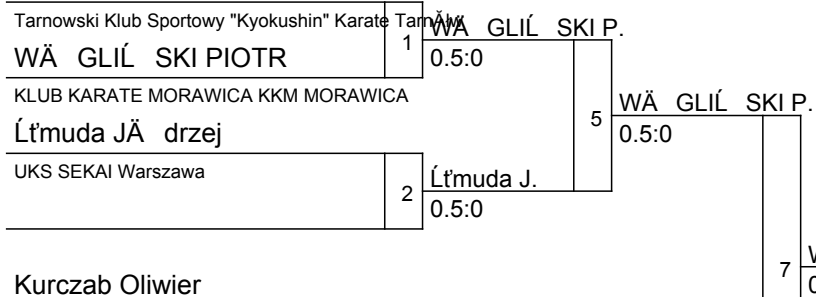 Tarnowski Klub Sportowy "Kyokushin" Karate
1
WÄ GLIĹ SKI P.
WÄ GLIĹ SKI PIOTR
0.5:0
KLUB KARATE MORAWICA KKM MORAWICA
5
WÄ GLIĹ SKI P.
Ĺťmuda JÄ drzej
0.5:0
UKS SEKAI Warszawa
2
Ĺťmuda J.
0.5:0
7
Kurczab Oliwier